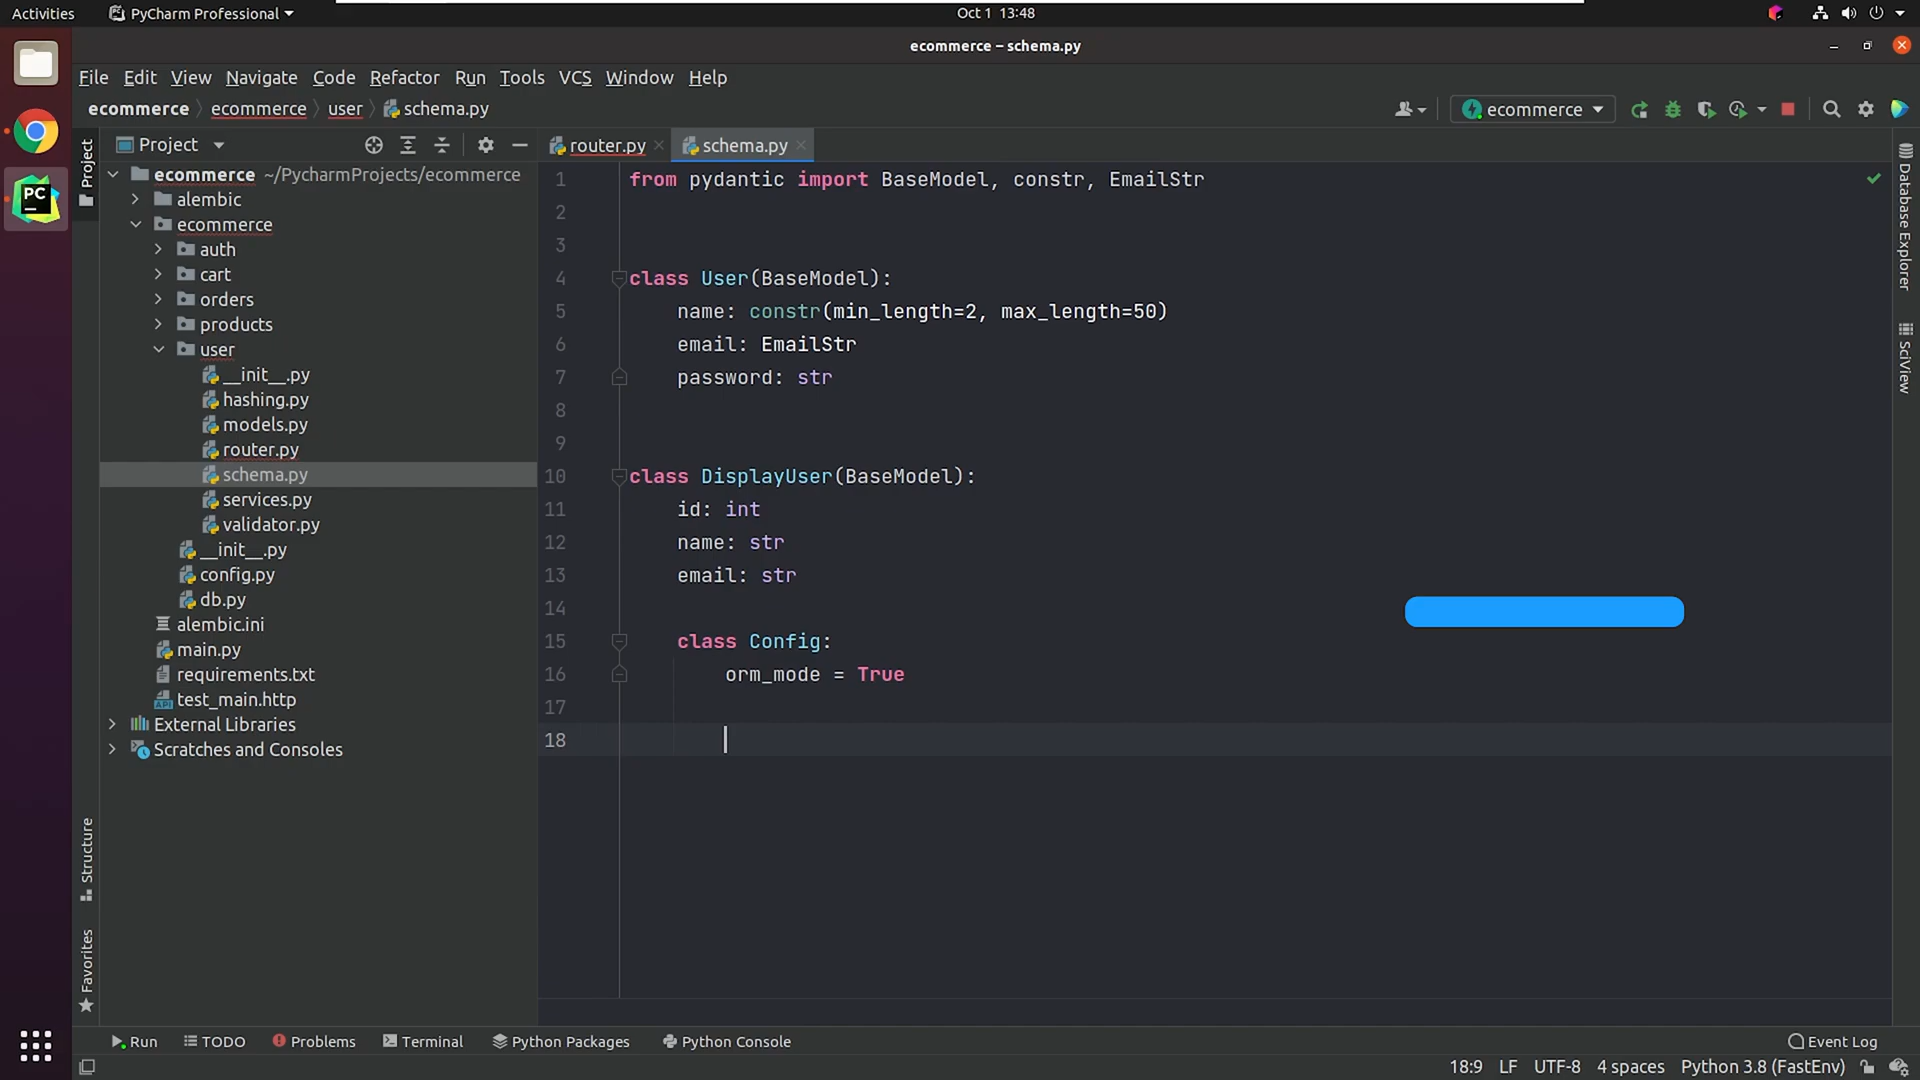 Activities PyCharm Professional Oct 1 13:48
ecommerce – schema.py
File Edit View Navigate Code Refactor Run Tools VCS Window Help
ecommerce ecommerce user schema.py ecommerce
Project
Project
router.py schema.py
ecommerce ~/PycharmProjects/ecommerce
alembic
ecommerce
auth
cart
orders
products
user
__init__.py
hashing.py
models.py
router.py
schema.py
services.py
validator.py
__init__.py
config.py
db.py
alembic.ini
main.py
requirements.txt
API test_main.http
External Libraries
Scratches and Consoles
1 from pydantic import BaseModel, constr, EmailStr
2
3
4 class User(BaseModel):
5 name: constr(min_length=2, max_length=50)
6 email: EmailStr
7 password: str
8
9
10 class DisplayUser(BaseModel):
11 id: int
12 name: str
13 email: str
14
15 class Config:
16 orm_mode = True
17
18
Database Explorer
SciView
PC
Structure
Favorites
Run TODO Problems Terminal Python Packages Python Console Event Log
18:9 LF UTF-8 4 spaces Python 3.8 (FastEnv)